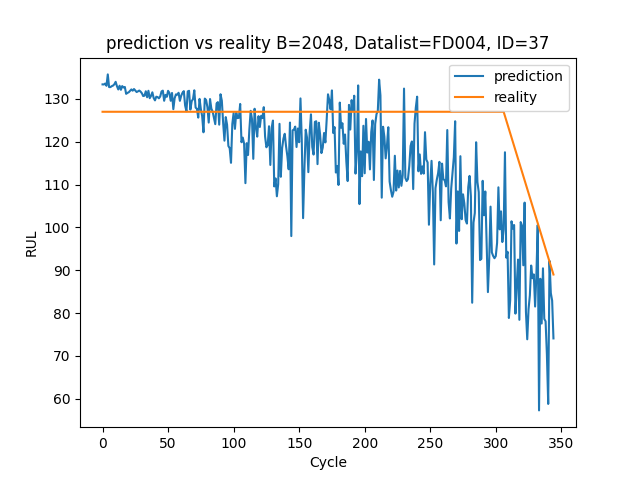 prediction vs reality B=2048, Datalist=FD004, ID=37
prediction
reality
RUL
130
120
110
100
90
80
70
60
0 50 100 150 200 250 300 350
Cycle